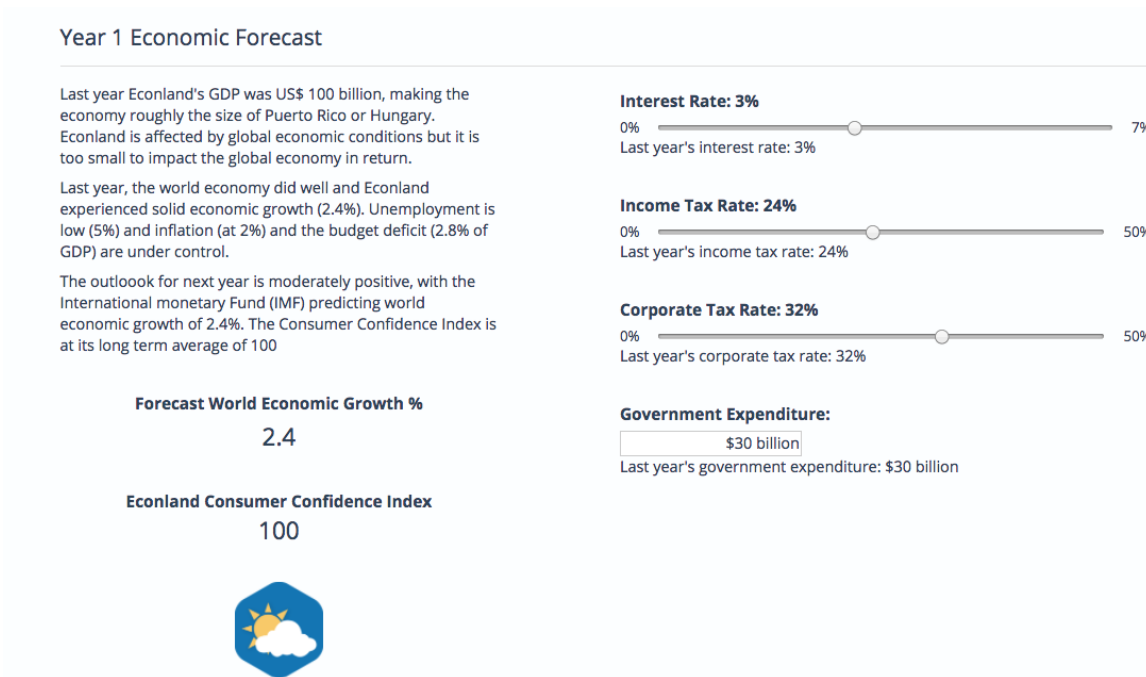 Year 1 Economic Forecast
Last year Econland's GDP was US$ 100 billion, making the
economy roughly the size of Puerto Rico or Hungary.
Econland is affected by global economic conditions but it is
too small to impact the global economy in return.
Last year, the world economy did well and Econland
experienced solid economic growth (2.4%). Unemployment is
low (5%) and inflation (at 2%) and the budget deficit (2.8% of
GDP) are under control.
The outloook for next year is moderately positive, with the
International monetary Fund (IMF) predicting world
economic growth of 2.4%. The Consumer Confidence Index is
at its long term average of 100
Forecast World Economic Growth %
2.4
Econland Consumer Confidence Index
100
Interest Rate: 3%
0% 7%
Last year's interest rate: 3%
Income Tax Rate: 24%
0% 50%
Last year's income tax rate: 24%
Corporate Tax Rate: 32%
0% 50%
Last year's corporate tax rate: 32%
Government Expenditure:
$30 billion
Last year's government expenditure: $30 billion